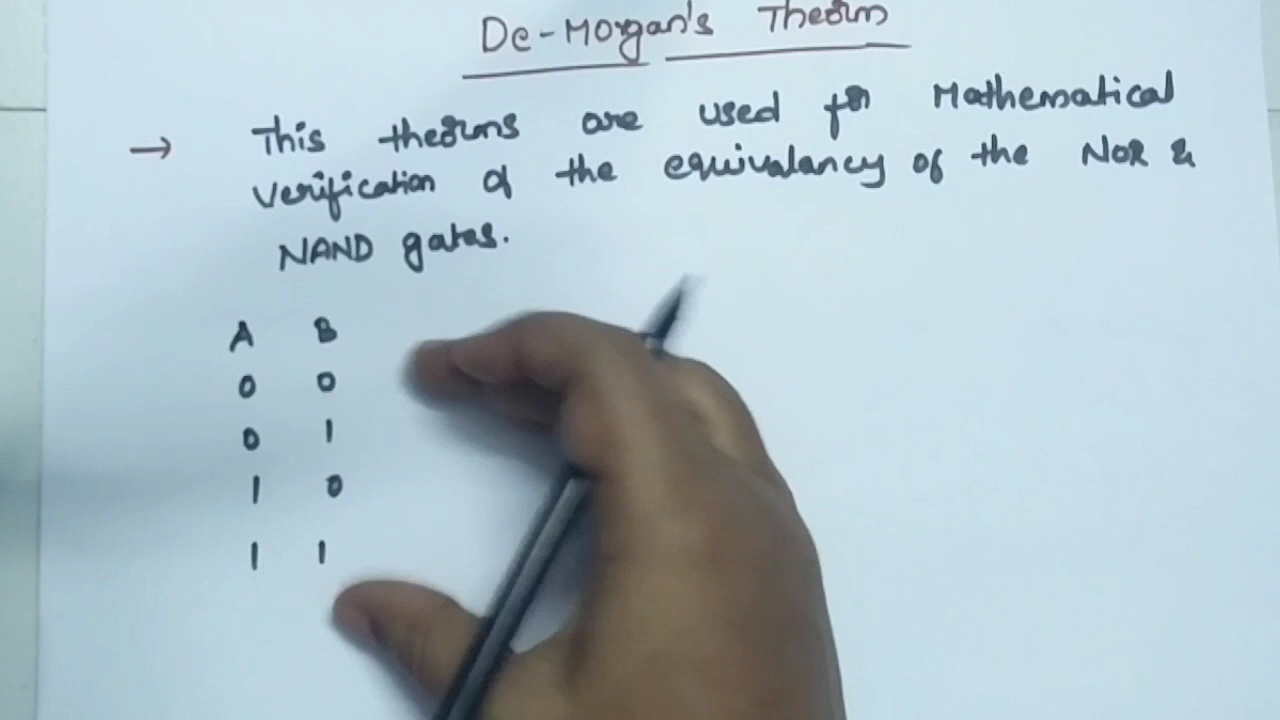 De-Morgan's Theorm
→ This theorms are used for Mathematical
verification of the equivalancy of the NOR &
NAND gates.
A B
0 0
0 1
1 0
1 1